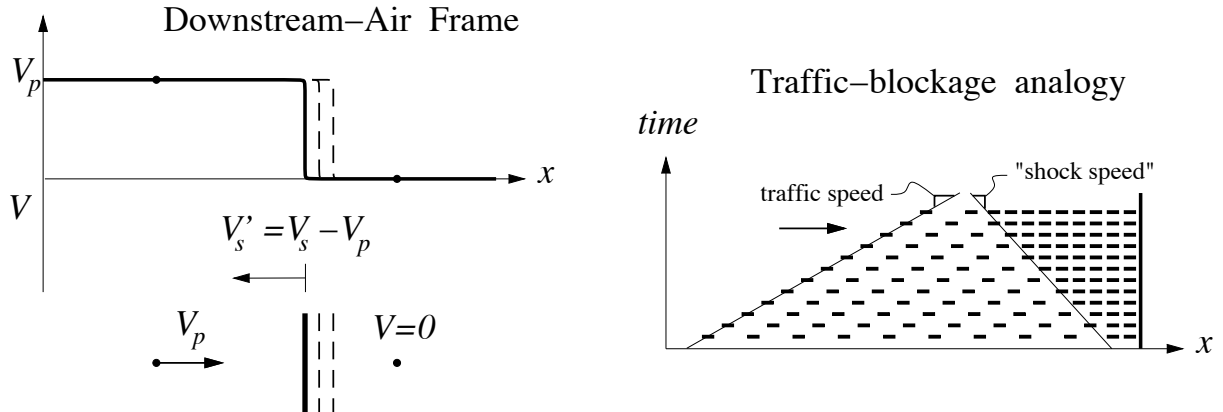 Downstream–Air Frame
V_p
x
V
V_s' = V_s – V_p
V_p
V=0
Traffic–blockage analogy
time
traffic speed
"shock speed"
x